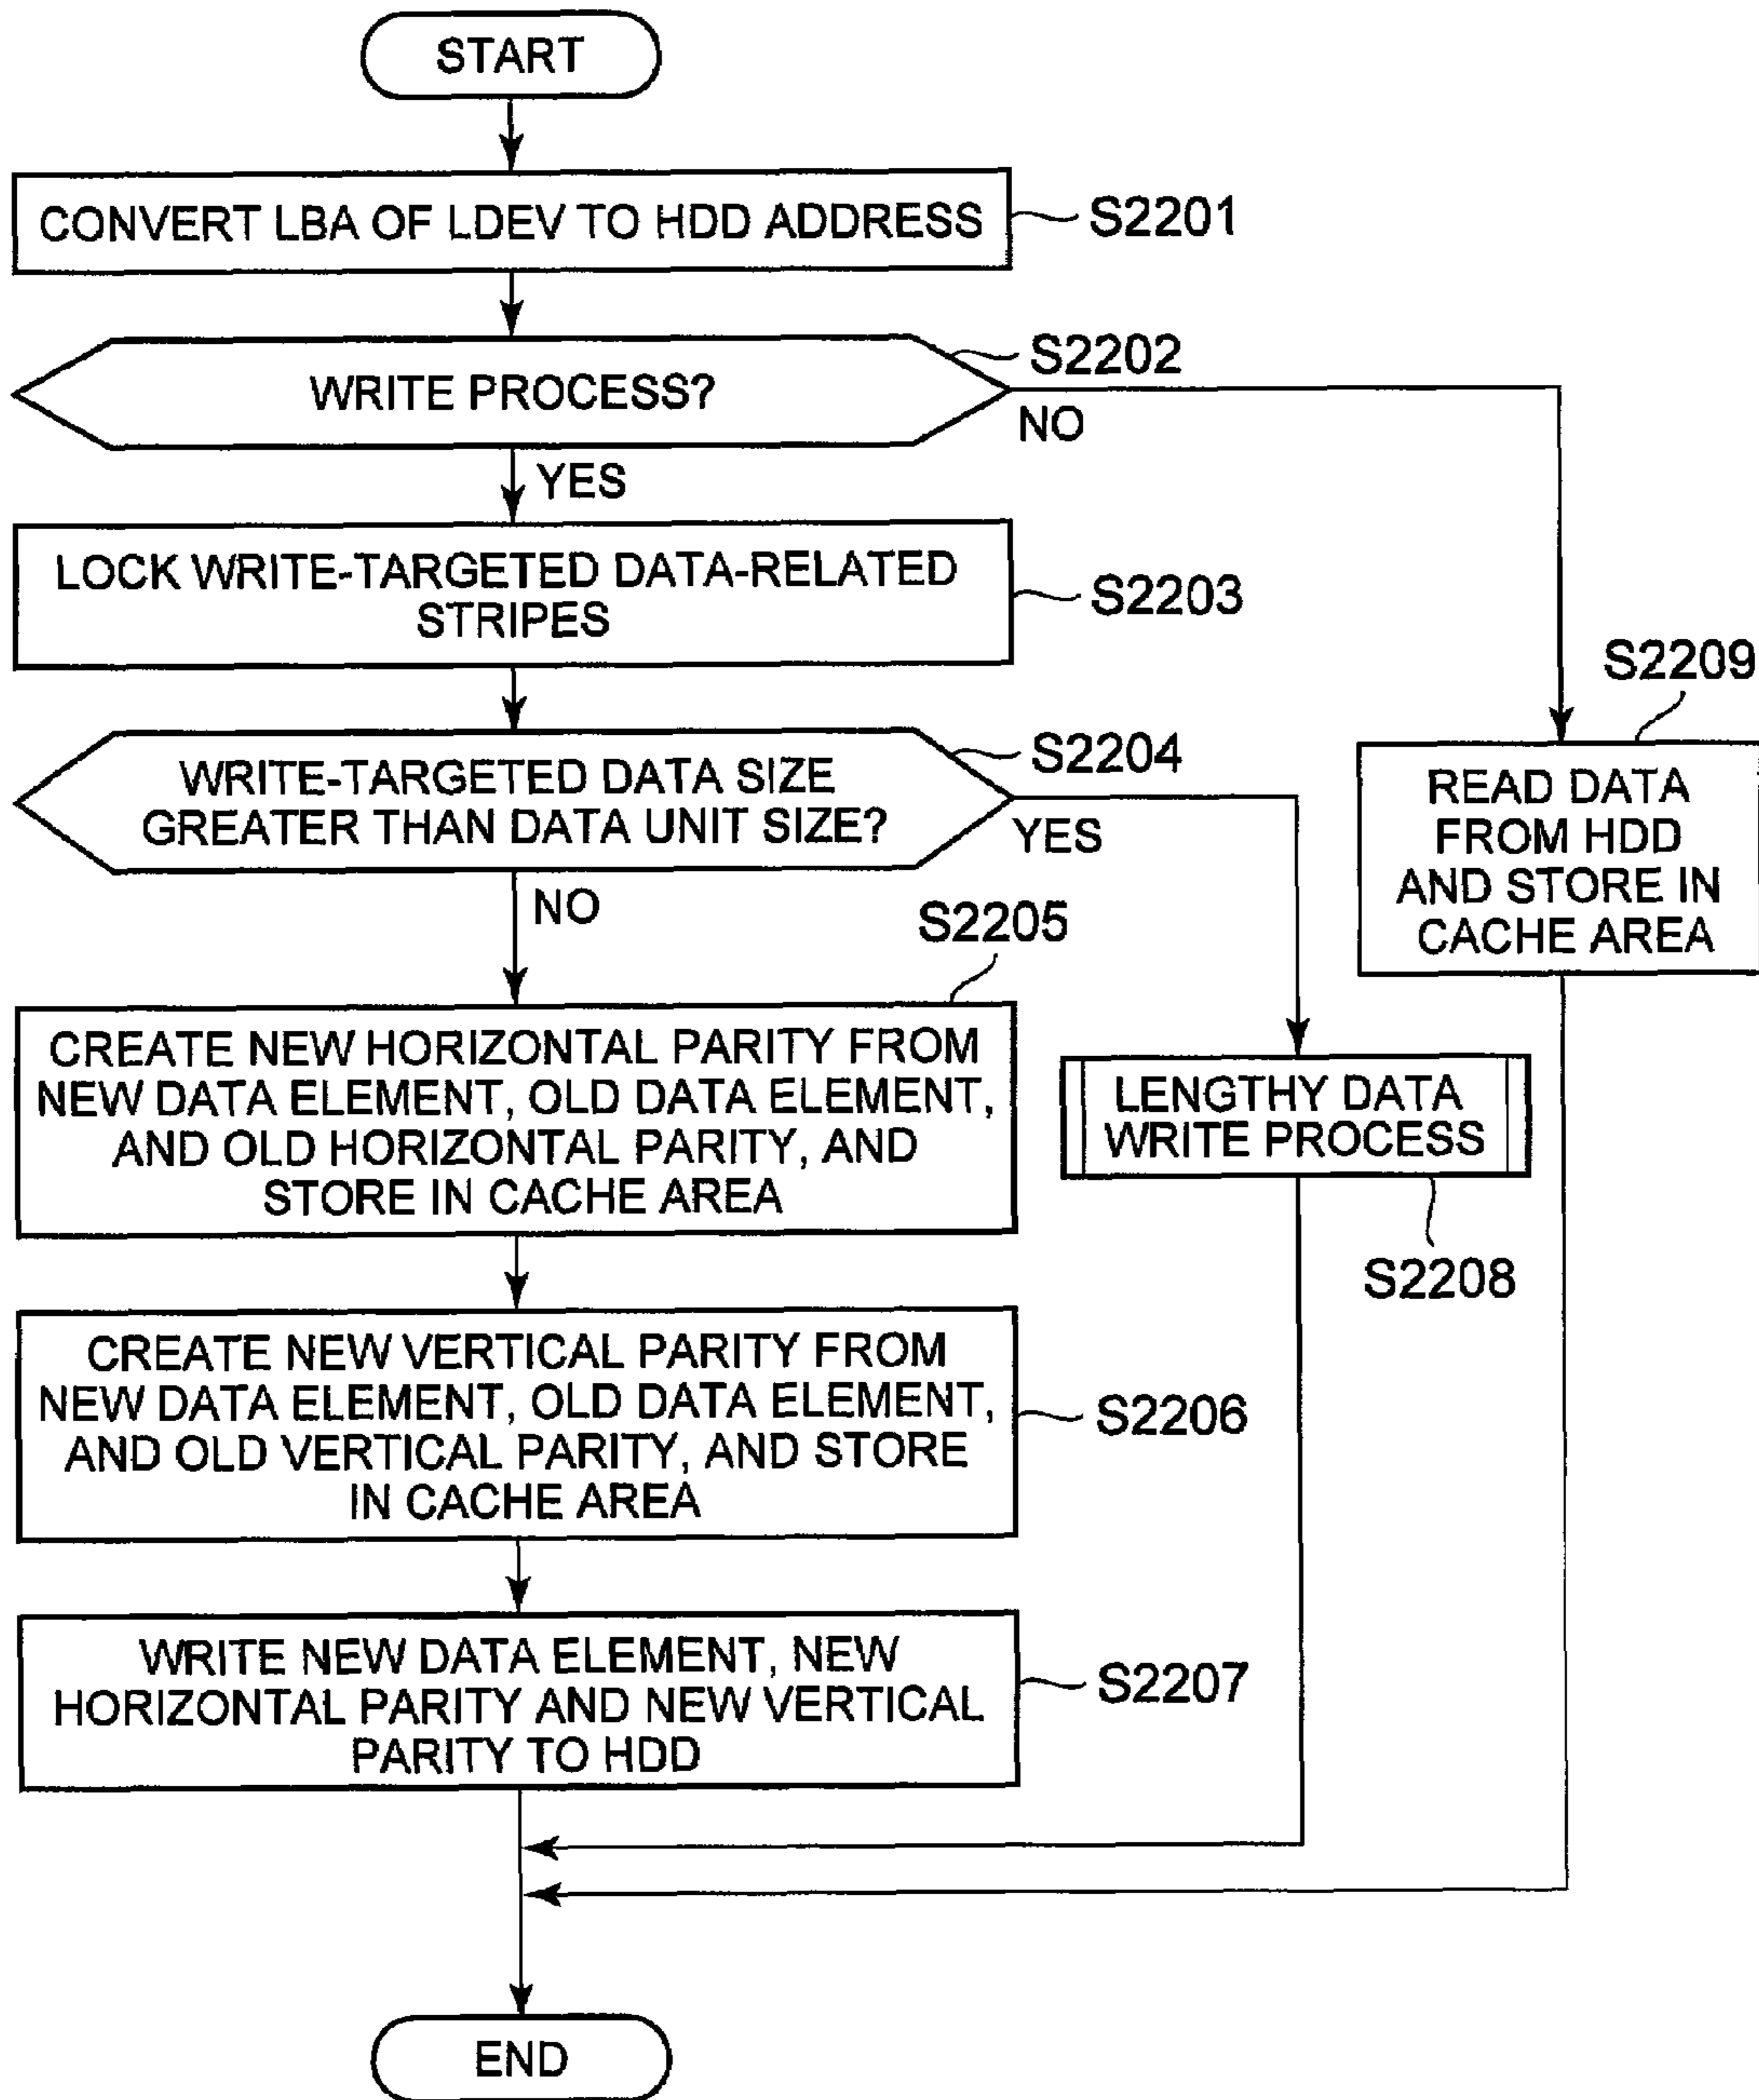 START
CONVERT LBA OF LDEV TO HDD ADDRESS
S2201
WRITE PROCESS?
S2202
NO
YES
LOCK WRITE-TARGETED DATA-RELATED
STRIPES
S2203
WRITE-TARGETED DATA SIZE
GREATER THAN DATA UNIT SIZE?
S2204
YES
NO
S2209
READ DATA
FROM HDD
AND STORE IN
CACHE AREA
S2205
CREATE NEW HORIZONTAL PARITY FROM
NEW DATA ELEMENT, OLD DATA ELEMENT,
AND OLD HORIZONTAL PARITY, AND
STORE IN CACHE AREA
LENGTHY DATA
WRITE PROCESS
S2208
CREATE NEW VERTICAL PARITY FROM
NEW DATA ELEMENT, OLD DATA ELEMENT,
AND OLD VERTICAL PARITY, AND STORE
IN CACHE AREA
S2206
WRITE NEW DATA ELEMENT, NEW
HORIZONTAL PARITY AND NEW VERTICAL
PARITY TO HDD
S2207
END